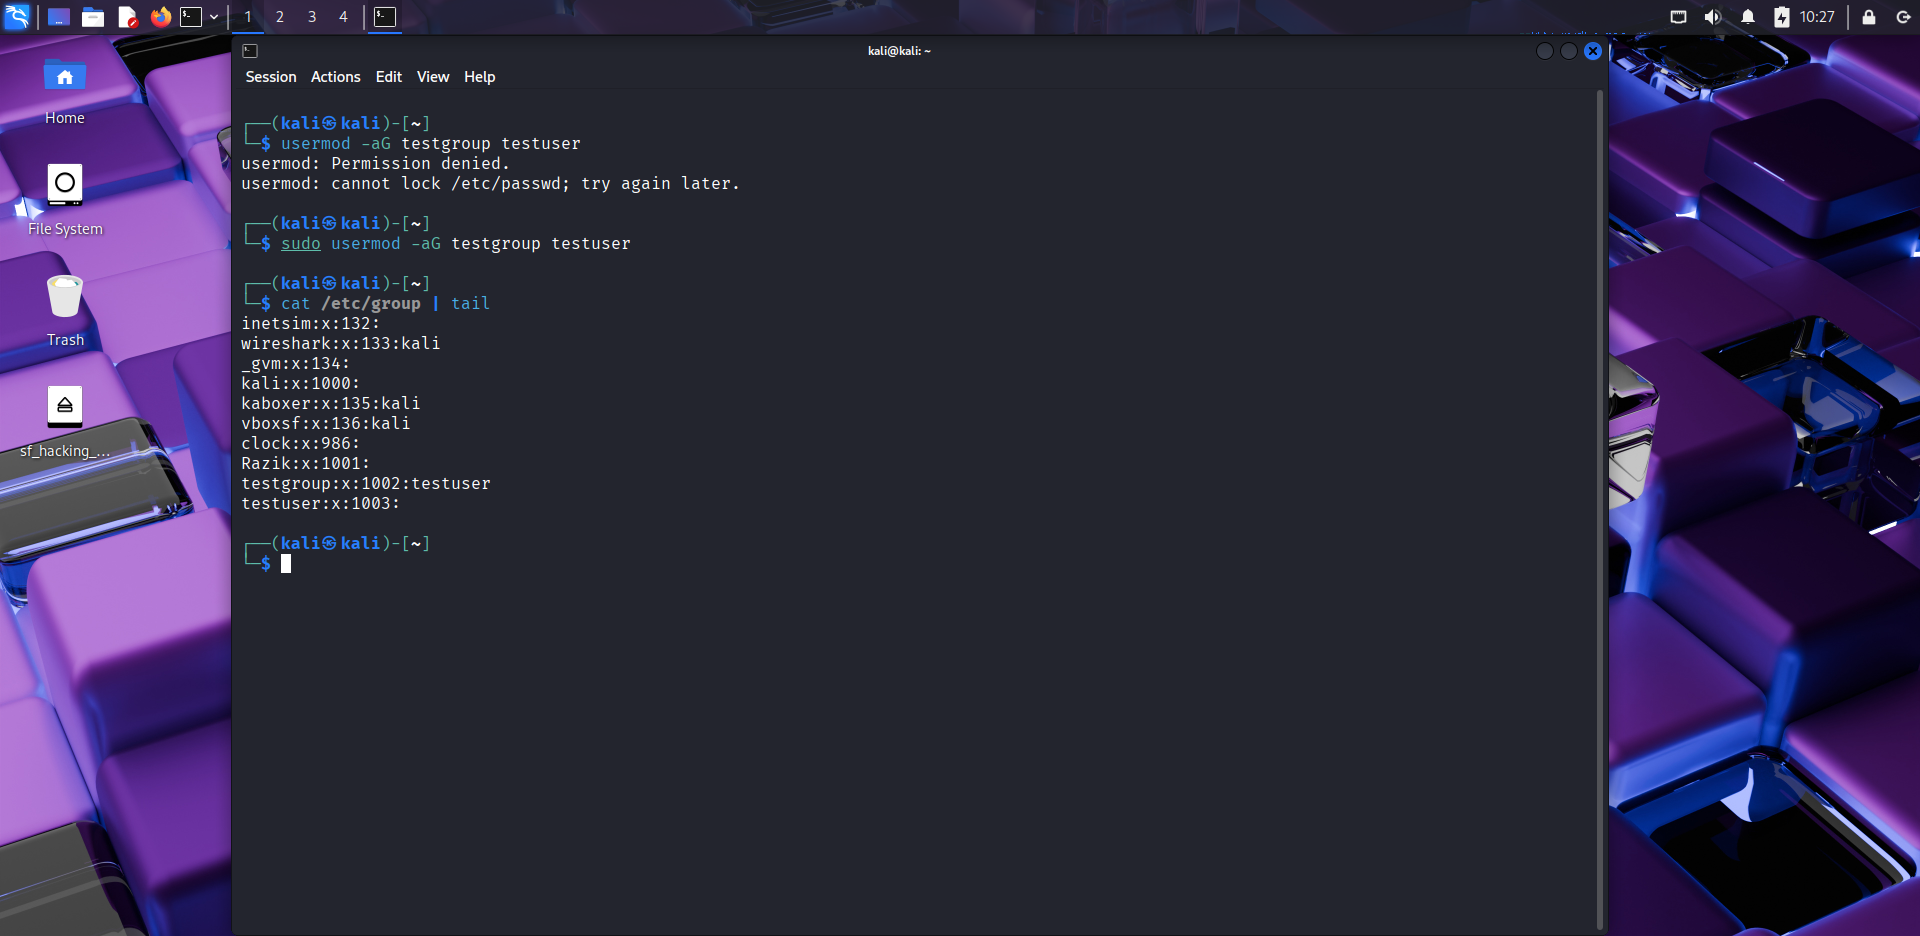 1 2 3 4
10:27
kali@kali: ~
Session Actions Edit View Help
Home
File System
Trash
sf_hacking_...
┌──(kali㉿kali)-[~]
└─$ usermod -aG testgroup testuser
usermod: Permission denied.
usermod: cannot lock /etc/passwd; try again later.
┌──(kali㉿kali)-[~]
└─$ sudo usermod -aG testgroup testuser
┌──(kali㉿kali)-[~]
└─$ cat /etc/group | tail
inetsim:x:132:
wireshark:x:133:kali
_gvm:x:134:
kali:x:1000:
kaboxer:x:135:kali
vboxsf:x:136:kali
clock:x:986:
Razik:x:1001:
testgroup:x:1002:testuser
testuser:x:1003:
┌──(kali㉿kali)-[~]
└─$